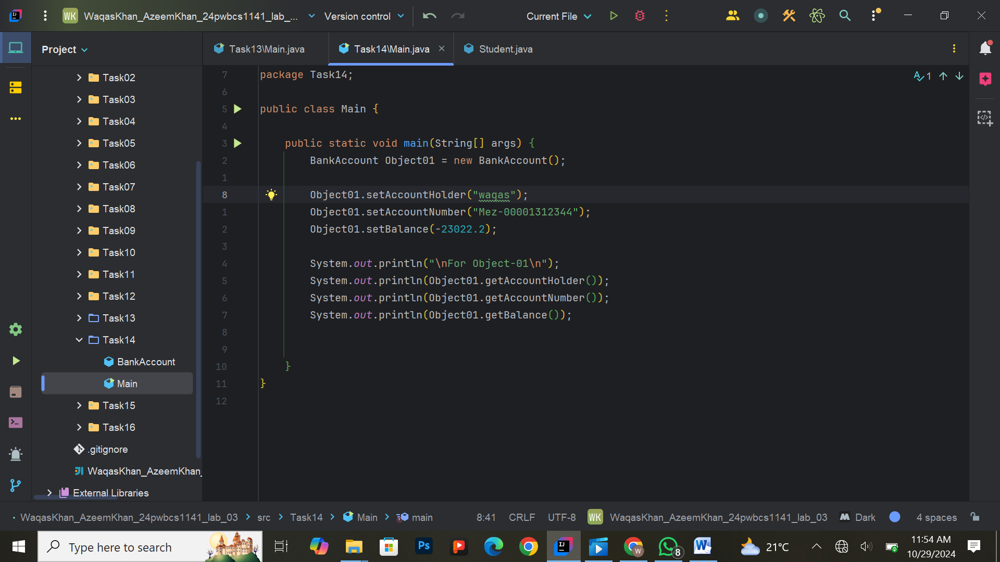 WK WaqasKhan_AzeemKhan_24pwbcs1141_lab_... Version control Current File
Project
Task13\Main.java Task14\Main.java Student.java
Task02
Task03
Task04
Task05
Task06
Task07
Task08
Task09
Task10
Task11
Task12
Task13
Task14
BankAccount
Main
Task15
Task16
.gitignore
WaqasKhan_AzeemKhan_
External Libraries
7 package Task14;
6
5 public class Main {
4
3 public static void main(String[] args) {
2 BankAccount Object01 = new BankAccount();
1
8 Object01.setAccountHolder("waqas");
1 Object01.setAccountNumber("Mez-00001312344");
2 Object01.setBalance(-23022.2);
3
4 System.out.println("\nFor Object-01\n");
5 System.out.println(Object01.getAccountHolder());
6 System.out.println(Object01.getAccountNumber());
7 System.out.println(Object01.getBalance());
8
9
10 }
11 }
12
1
WaqasKhan_AzeemKhan_24pwbcs1141_lab_03 src Task14 Main main 8:41 CRLF UTF-8 WK WaqasKhan_AzeemKhan_24pwbcs1141_lab_03 Dark 4 spaces
Type here to search
Ps
8
21°C
11:54 AM
10/29/2024